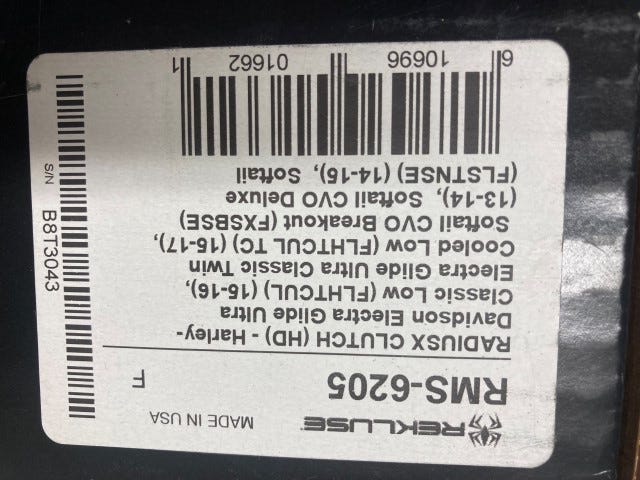 REKLUSE MADE IN USA
RMS-6205 F
RADIUSX CLUTCH (HD) - Harley-
Davidson Electra Glide Ultra
Classic Low (FLHTCUL) (15-16),
Electra Glide Ultra Classic Twin
Cooled Low (FLHTCUL TC) (15-17),
Softail CVO Breakout (FXSBSE)
(13-14), Softail CVO Deluxe
(FLSTNSE) (14-15), Softail
6 10696 01662 1
S/N B8T3043